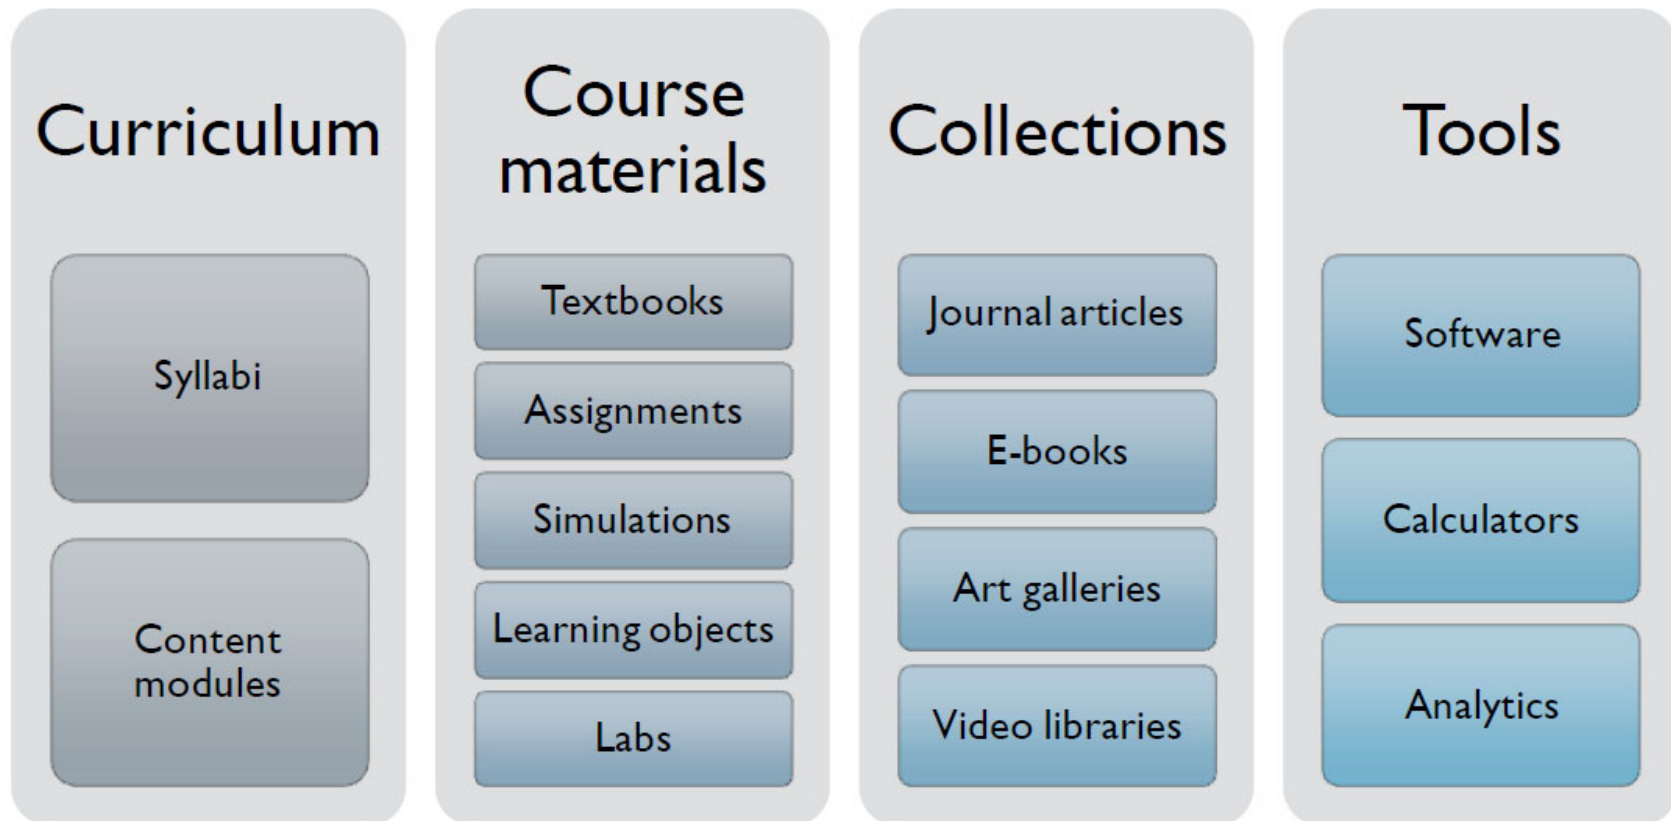 Curriculum
Syllabi
Content
modules
Course
materials
Textbooks
Assignments
Simulations
Learning objects
Labs
Collections
Journal articles
E-books
Art galleries
Video libraries
Tools
Software
Calculators
Analytics